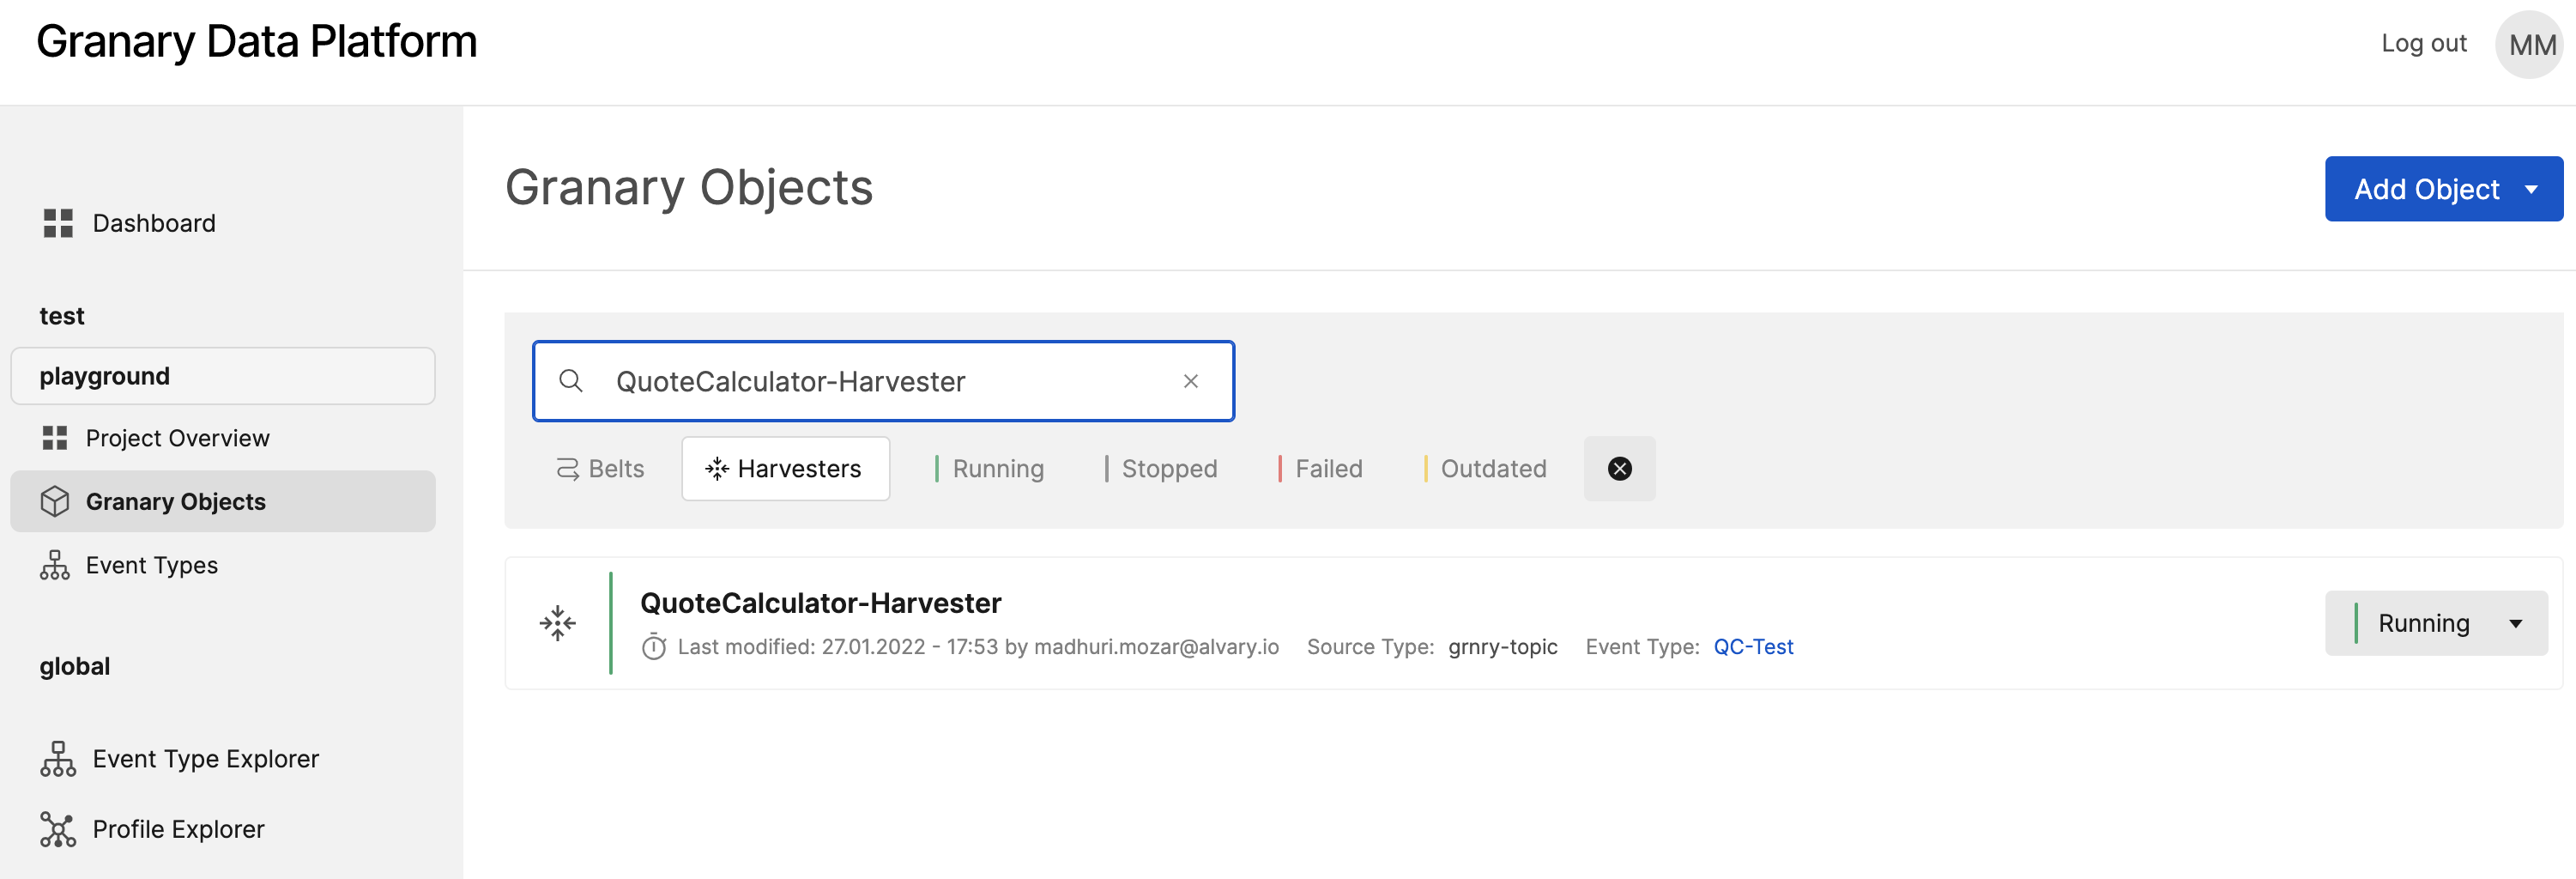 Granary Data Platform
Log out
MM
Dashboard
test
playground
Project Overview
Granary Objects
Event Types
global
Event Type Explorer
Profile Explorer
Granary Objects
Add Object
QuoteCalculator-Harvester
Belts Harvesters Running Stopped Failed Outdated
QuoteCalculator-Harvester
Last modified: 27.01.2022 - 17:53 by madhuri.mozar@alvary.io Source Type: grnry-topic Event Type: QC-Test
Running